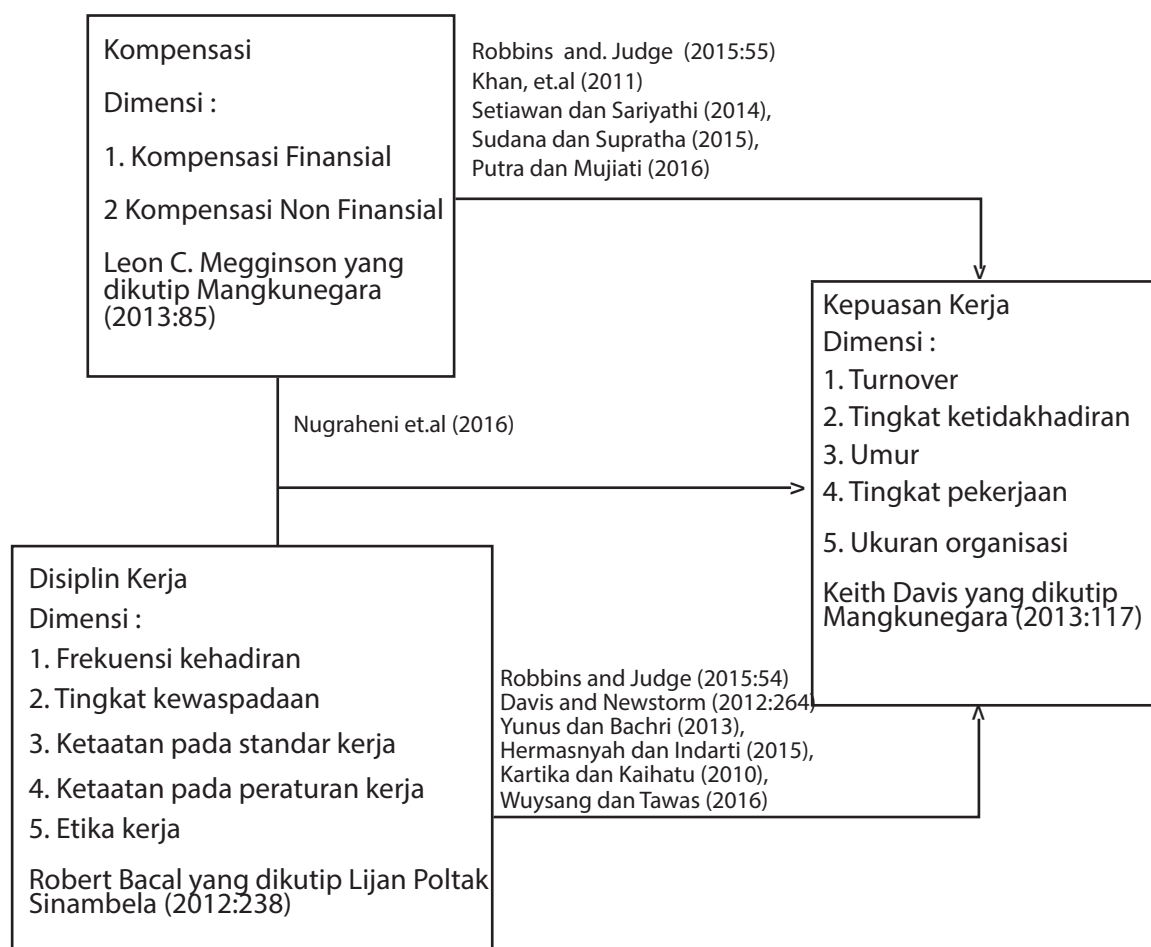 Kompensasi
Dimensi :
1. Kompensasi Finansial
2 Kompensasi Non Finansial
Leon C. Megginson yang
dikutip Mangkunegara
(2013:85)
Robbins and. Judge (2015:55)
Khan, et.al (2011)
Setiawan dan Sariyathi (2014),
Sudana dan Supratha (2015),
Putra dan Mujiati (2016)
Nugraheni et.al (2016)
Kepuasan Kerja
Dimensi :
1. Turnover
2. Tingkat ketidakhadiran
3. Umur
4. Tingkat pekerjaan
5. Ukuran organisasi
Keith Davis yang dikutip
Mangkunegara (2013:117)
Disiplin Kerja
Dimensi :
1. Frekuensi kehadiran
2. Tingkat kewaspadaan
3. Ketaatan pada standar kerja
4. Ketaatan pada peraturan kerja
5. Etika kerja
Robert Bacal yang dikutip Lijan Poltak
Sinambela (2012:238)
Robbins and Judge (2015:54)
Davis and Newstorm (2012:264)
Yunus dan Bachri (2013),
Hermasnyah dan Indarti (2015),
Kartika dan Kaihatu (2010),
Wuysang dan Tawas (2016)